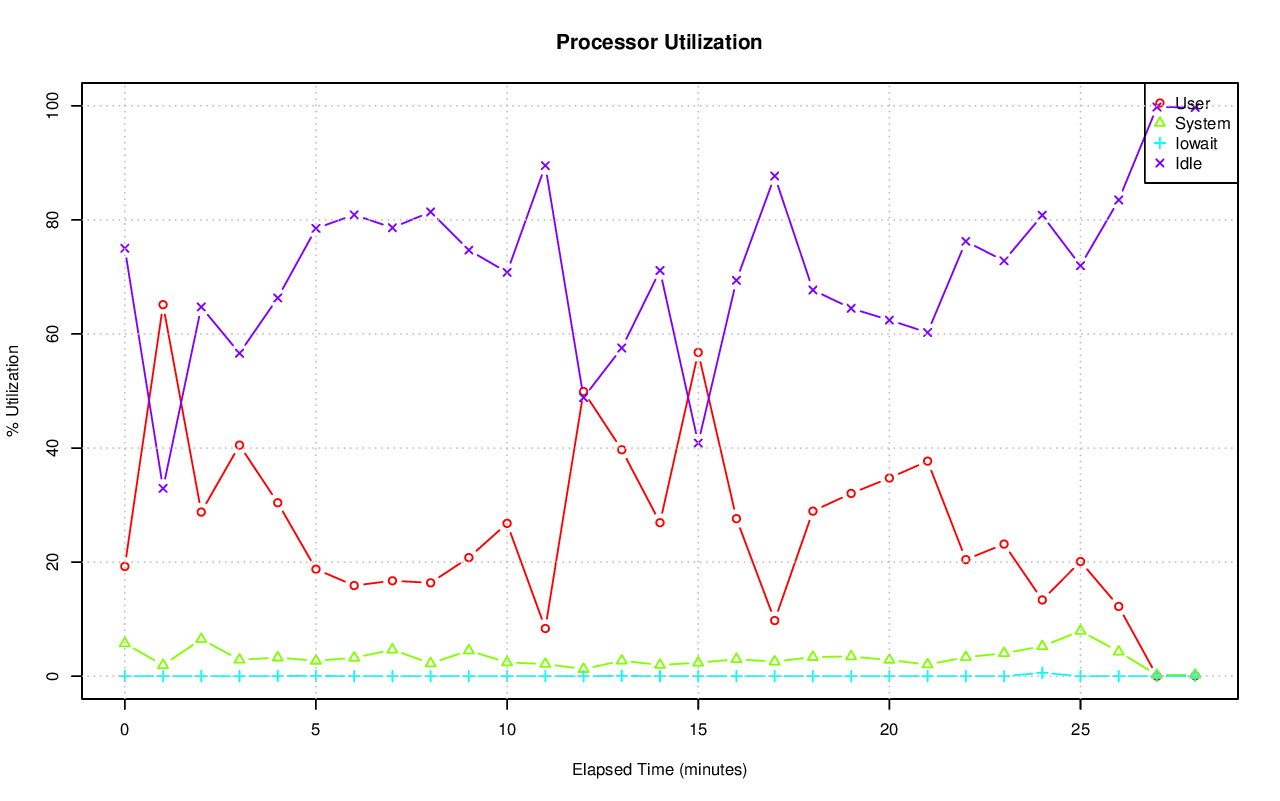 Processor Utilization
% Utilization
100
80
60
40
20
0
User
System
Iowait
Idle
0 5 10 15 20 25
Elapsed Time (minutes)